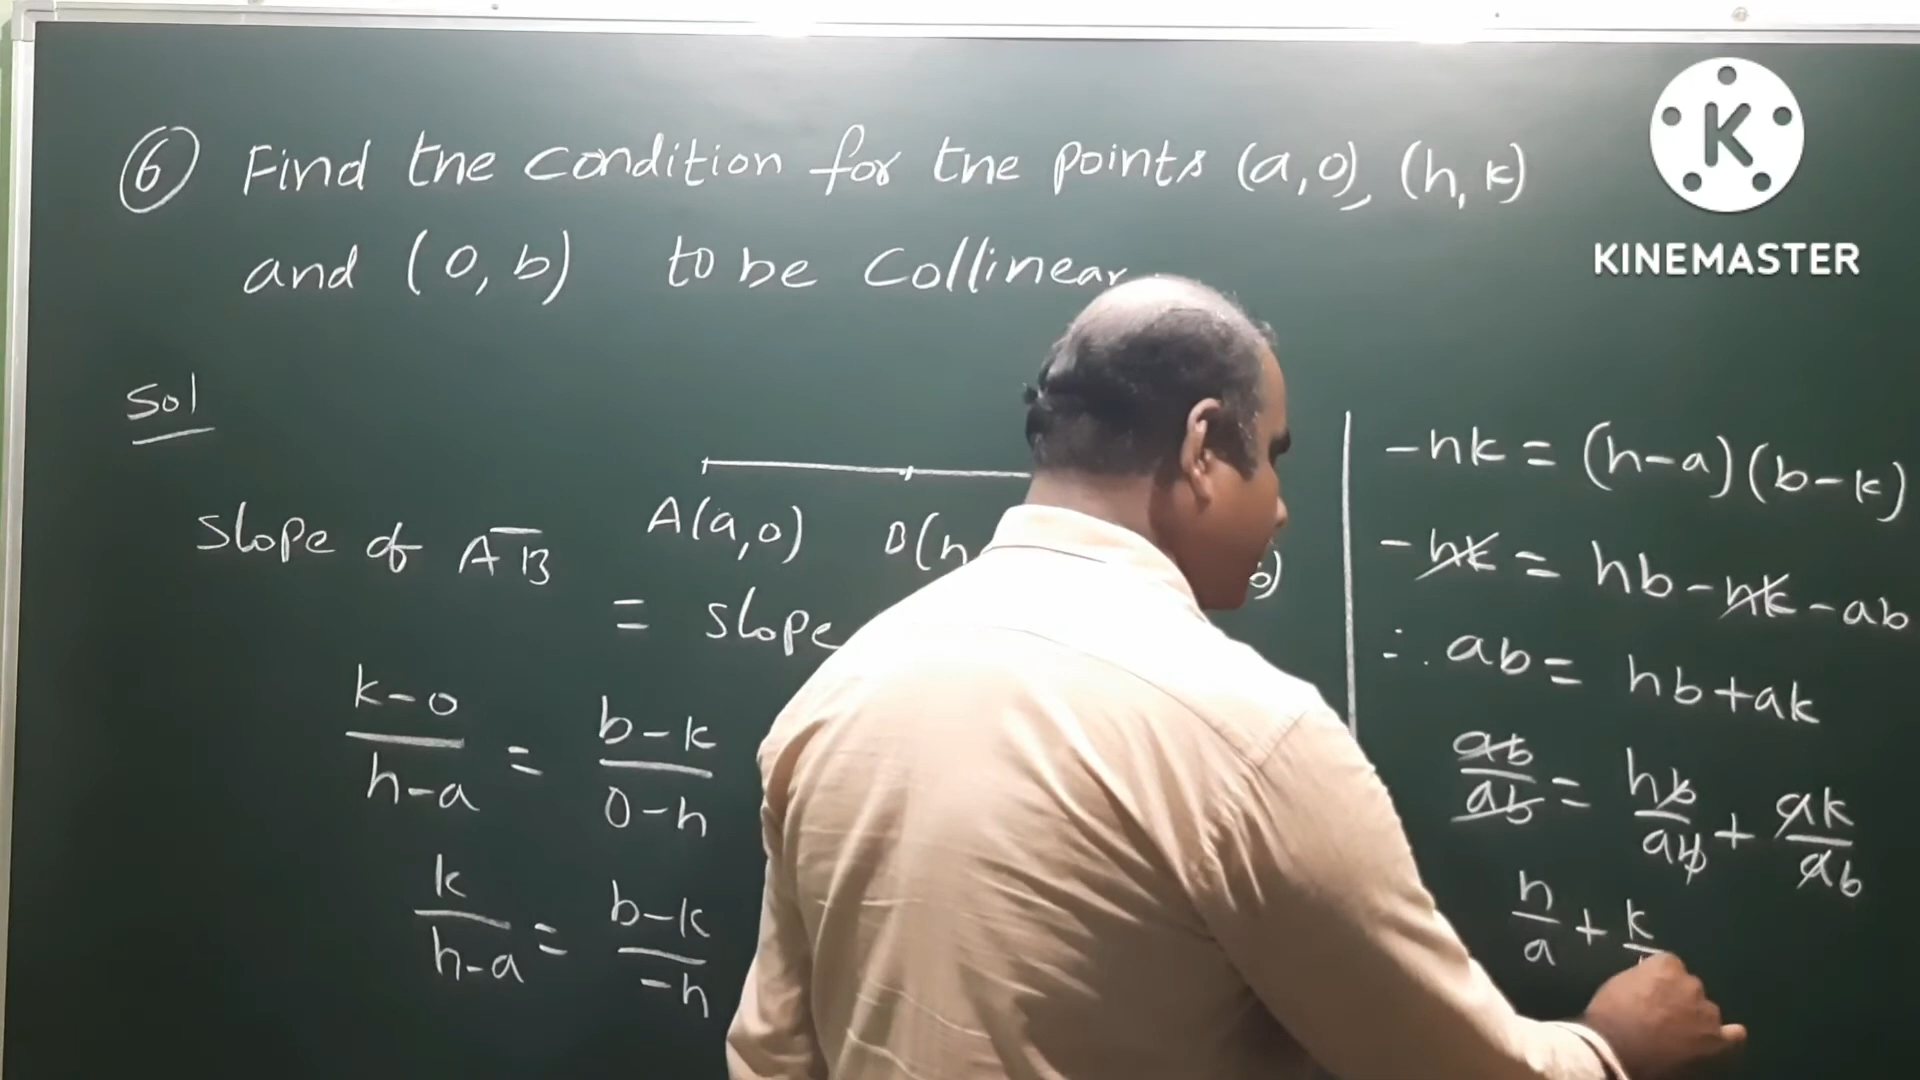 6 Find the condition for the points (a,0), (h,k)
and (0,b) to be collinear
Sol
A(a,0) B(h
Slope of AB
= slope
k-0/h-a = b-k/0-h
k/h-a = b-k/-h
-hk = (h-a)(b-k)
-hk = hb-hk-ab
∴ ab = hb+ak
ab/ab = hb/ab + ak/ab
h/a + k
K
KINEMASTER